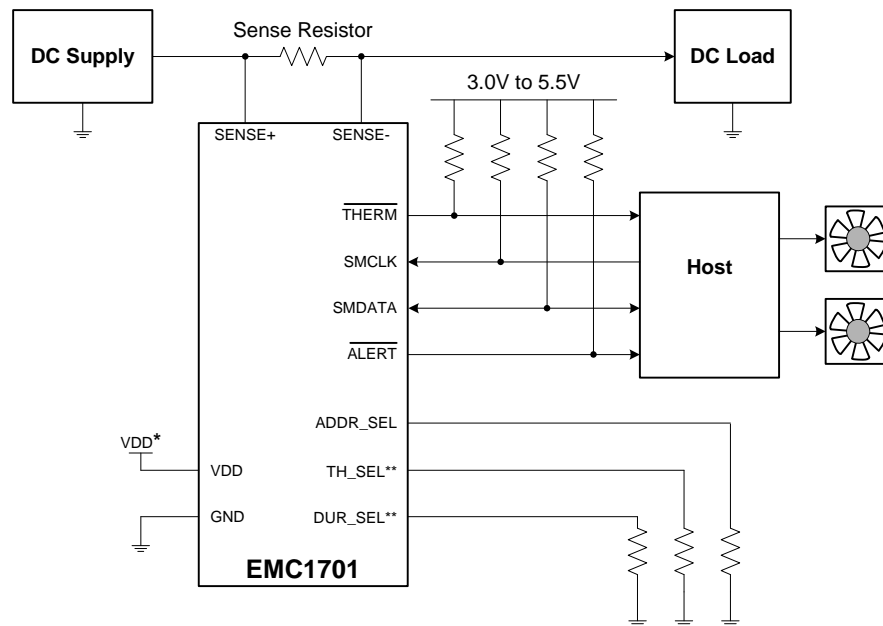 Sense Resistor
DC Supply
DC Load
3.0V to 5.5V
SENSE+
SENSE-
THERM
SMCLK
Host
SMDATA
ALERT
ADDR_SEL
VDD*
VDD
TH_SEL**
GND
DUR_SEL**
EMC1701